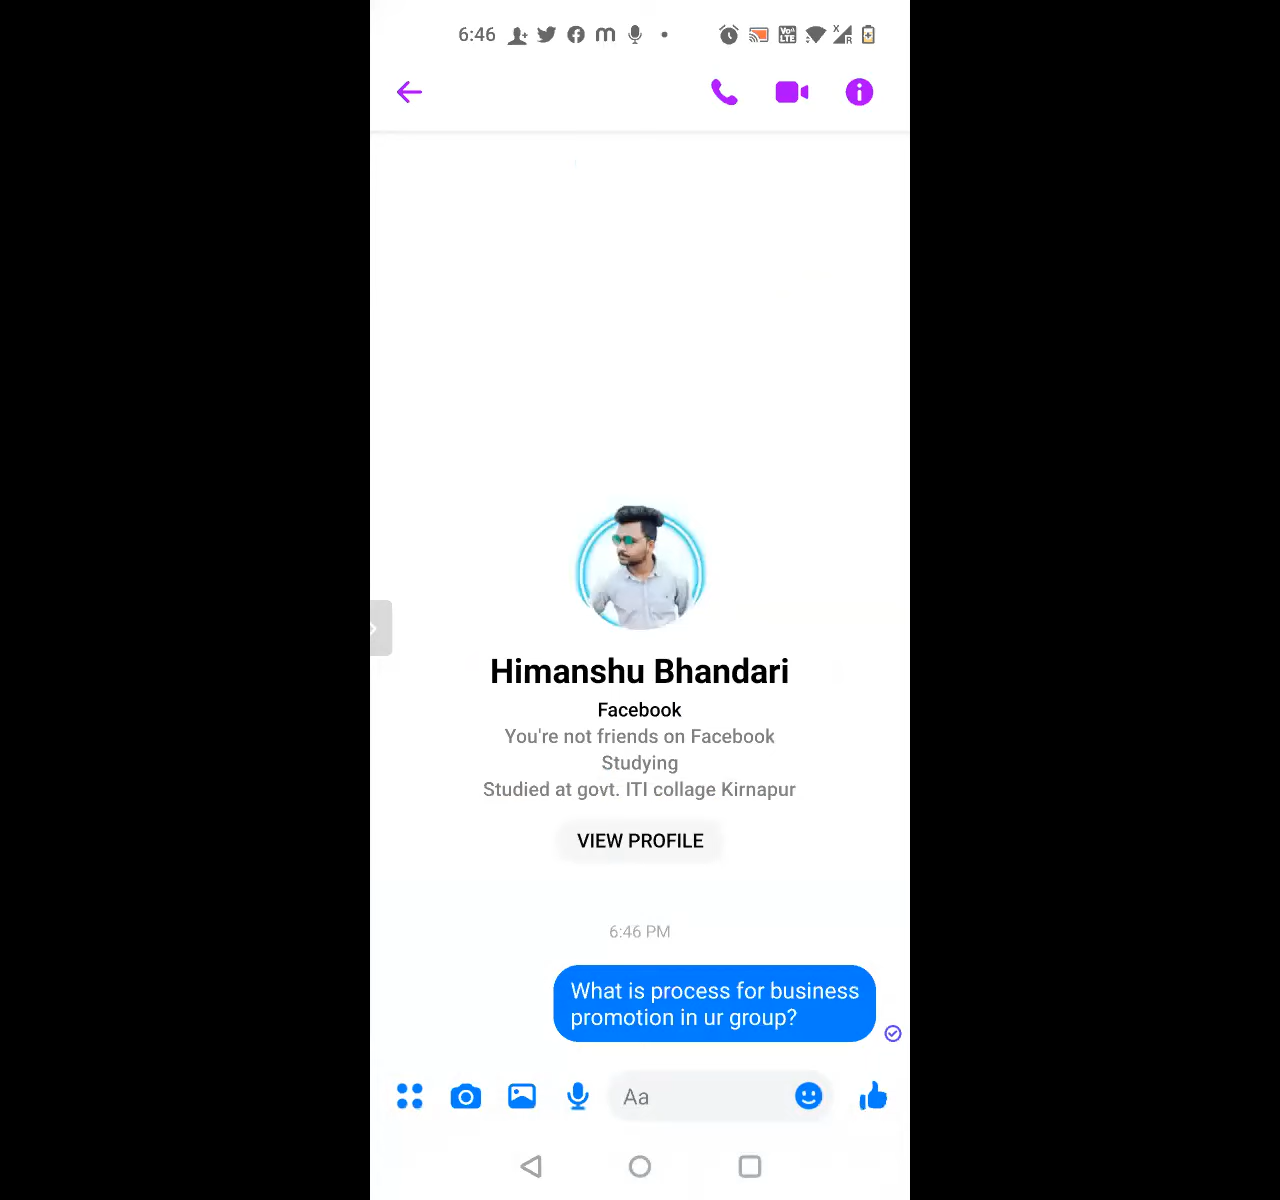 6:46
Himanshu Bhandari
Facebook
You're not friends on Facebook
Studying
Studied at govt. ITI collage Kirnapur
VIEW PROFILE
6:46 PM
What is process for business
promotion in ur group?
Aa